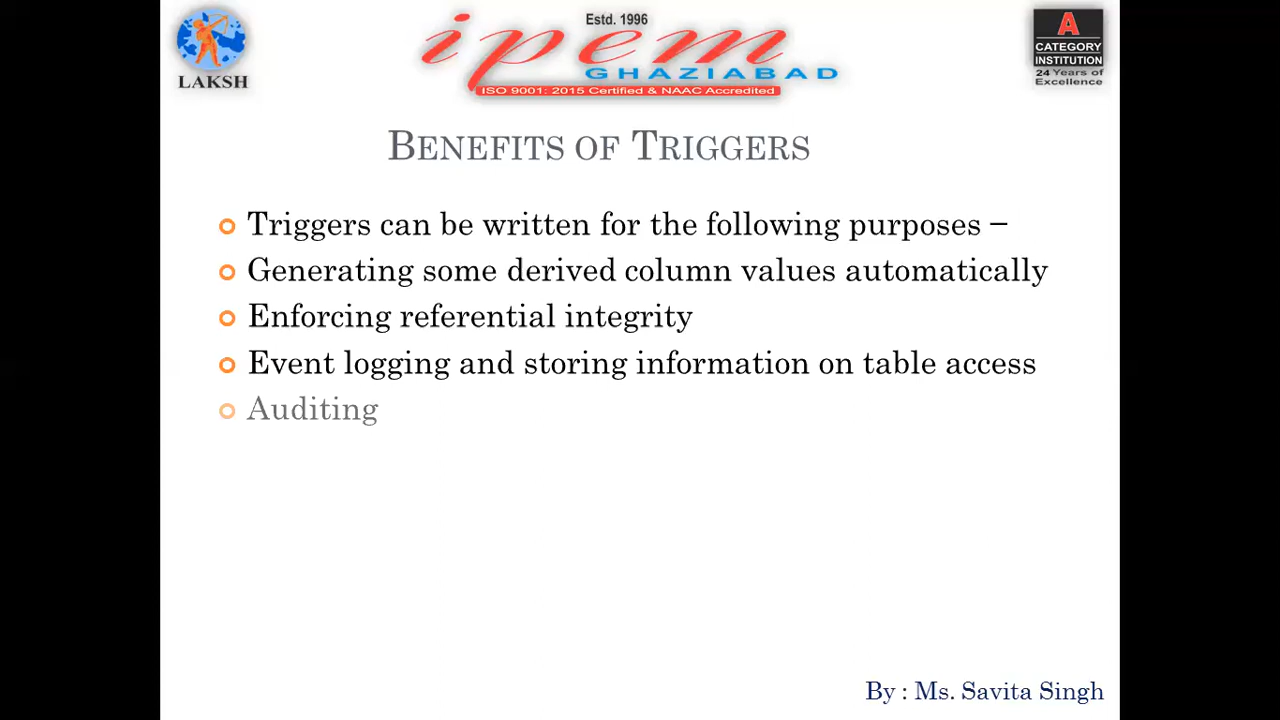 Estd. 1996
ipem
GHAZIABAD
ISO 9001: 2015 Certified & NAAC Accredited
LAKSH
A
CATEGORY
INSTITUTION
24 Years of
Excellence
BENEFITS OF TRIGGERS
Triggers can be written for the following purposes −
Generating some derived column values automatically
Enforcing referential integrity
Event logging and storing information on table access
Auditing
By : Ms. Savita Singh